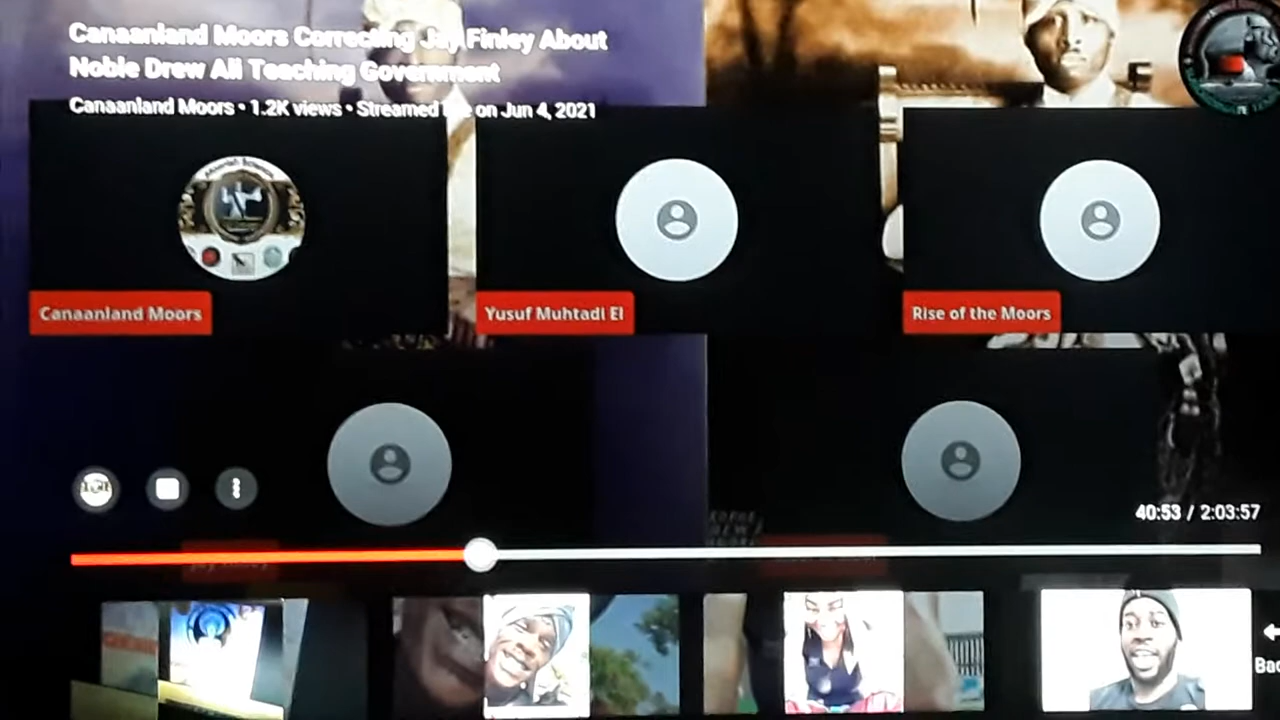 Canaanland Moors Correcting Jay Finley About
Noble Drew Ali Teaching Government
Canaanland Moors • 1.2K views • Streamed live on Jun 4, 2021
Canaanland Moors
Yusuf Muhtadi El
Rise of the Moors
40:53 / 2:03:57